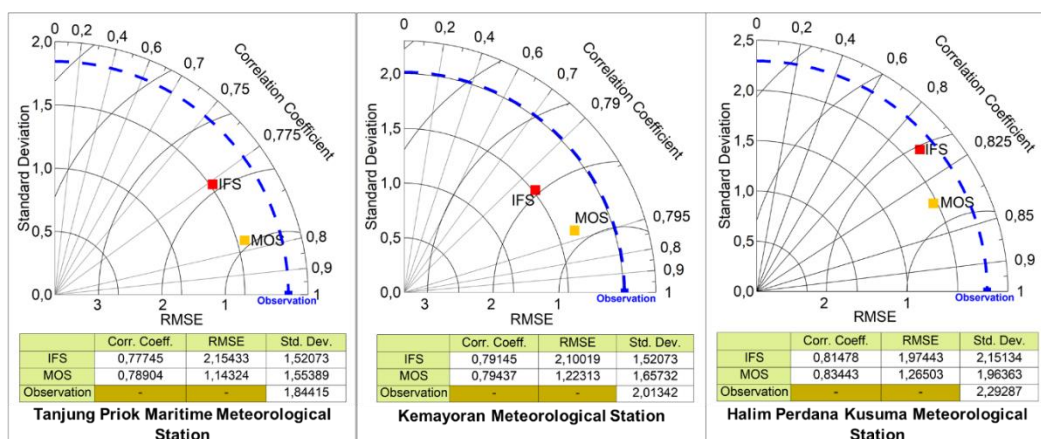 0
0,2
0,4
0,6
0,7
0,75
0,775
0,8
0,9
1
Correlation Coefficient
2,0
1,5
1,0
0,5
0,0
Standard Deviation
IFS
MOS
Observation
3
2
1
RMSE
Corr. Coeff. RMSE Std. Dev.
IFS 0,77745 2,15433 1,52073
MOS 0,78904 1,14324 1,55389
Observation - - 1,84415
Tanjung Priok Maritime Meteorological
Station
0
0,2
0,4
0,6
0,7
0,79
0,795
0,8
0,9
1
Correlation Coefficient
2,0
1,5
1,0
0,5
0,0
Standard Deviation
IFS
MOS
Observation
3
2
1
RMSE
Corr. Coeff. RMSE Std. Dev.
IFS 0,79145 2,10019 1,52073
MOS 0,79437 1,22313 1,65732
Observation - - 2,01342
Kemayoran Meteorological Station
0
0,2
0,4
0,6
0,8
0,825
0,85
0,9
1
Correlation Coefficient
2,5
2,0
1,5
1,0
0,5
0,0
Standard Deviation
IFS
MOS
Observation
2
1
RMSE
Corr. Coeff. RMSE Std. Dev.
IFS 0,81478 1,97443 2,15134
MOS 0,83443 1,26503 1,96363
Observation - - 2,29287
Halim Perdana Kusuma Meteorological
Station